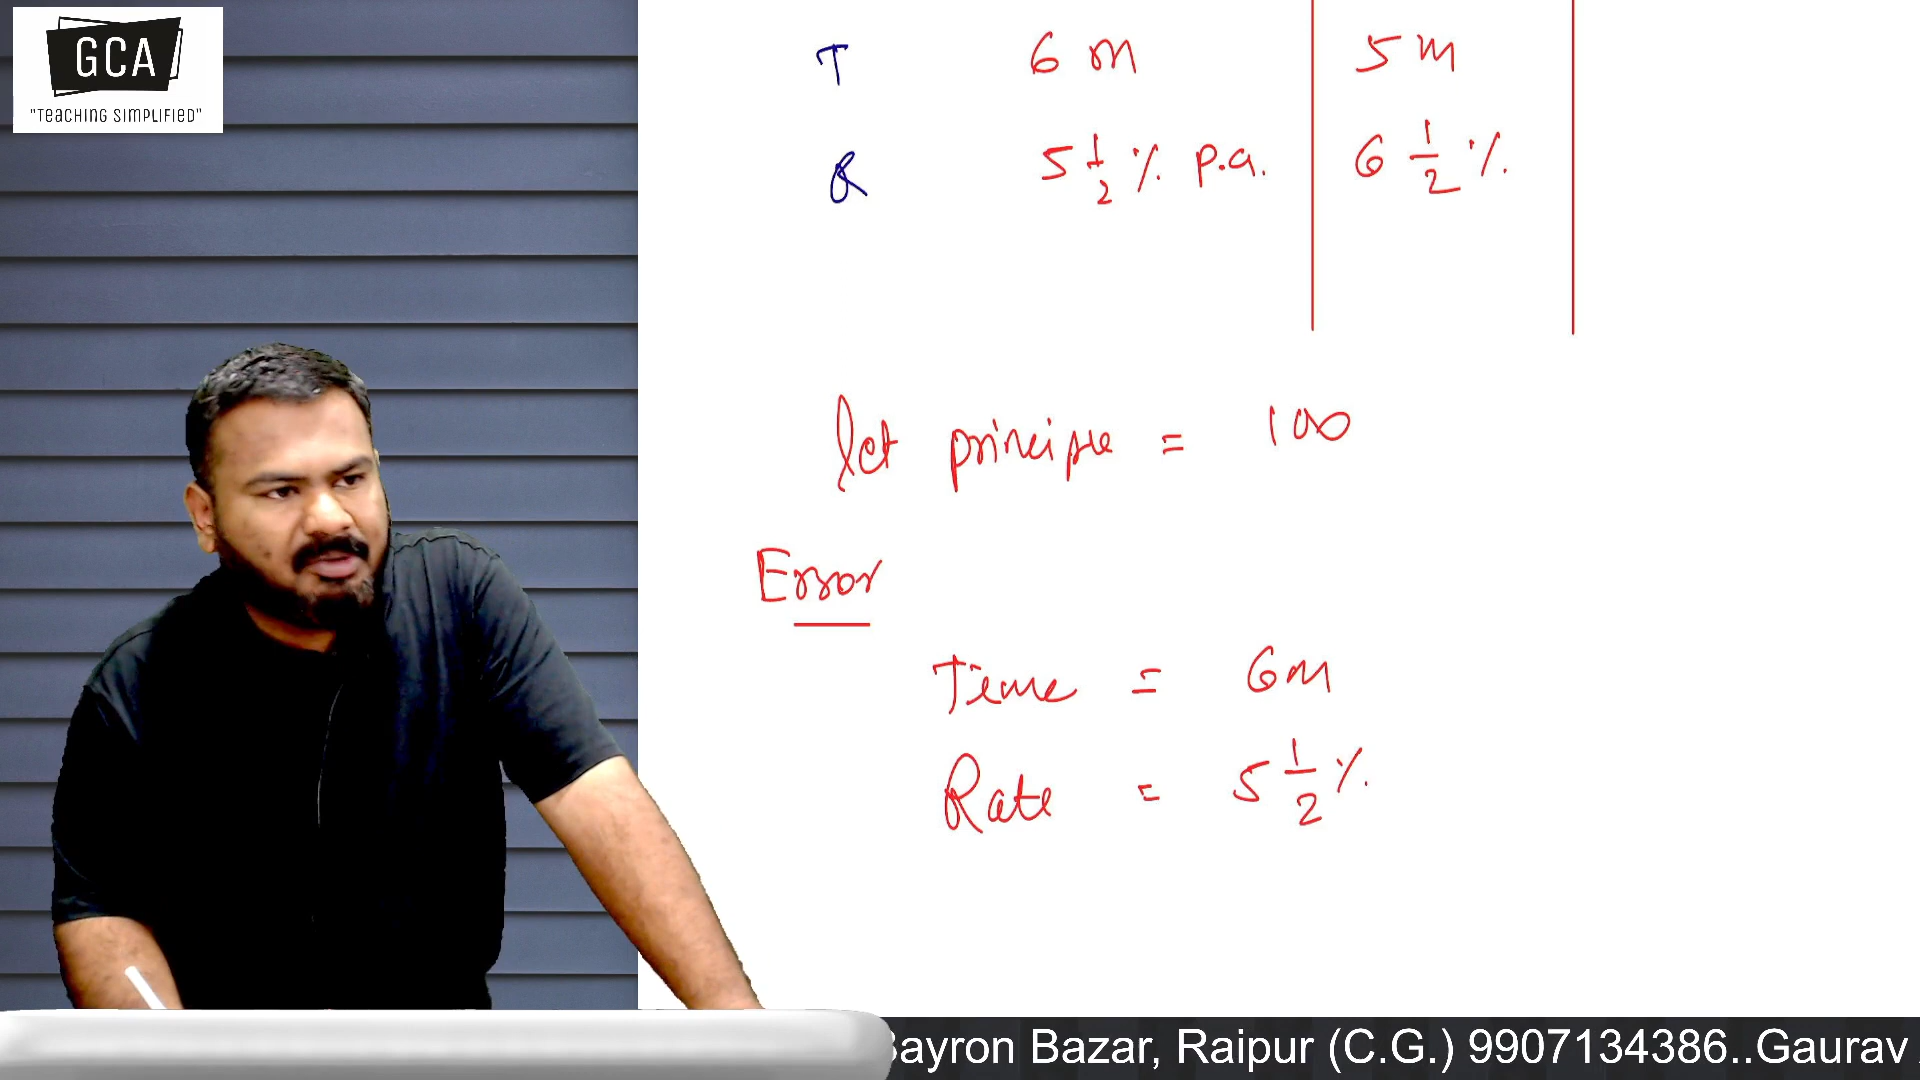 GCA
"TEACHING SIMPLIFIED"
T 6 m 5 m
R 5 1/2 % p.a. 6 1/2 %
let principle = 100
Error
Time = 6m
Rate = 5 1/2 %
Bayron Bazar, Raipur (C.G.) 9907134386..Gaurav